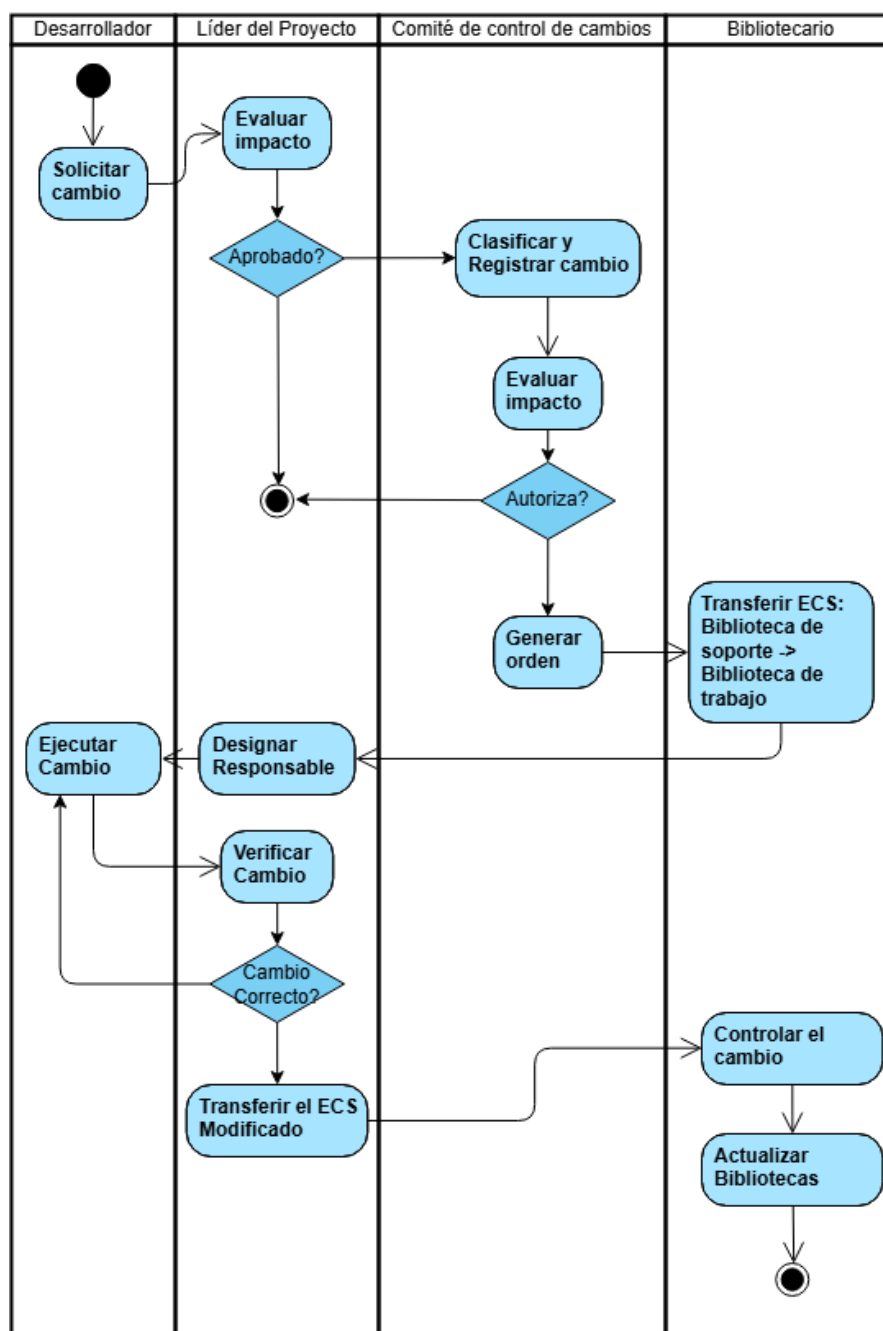 Desarrollador
Líder del Proyecto
Comité de control de cambios
Bibliotecario
Solicitar
cambio
Evaluar
impacto
Aprobado?
Clasificar y
Registrar cambio
Evaluar
impacto
Autoriza?
Generar
orden
Transferir ECS:
Biblioteca de
soporte ->
Biblioteca de
trabajo
Designar
Responsable
Ejecutar
Cambio
Verificar
Cambio
Cambio
Correcto?
Transferir el ECS
Modificado
Controlar el
cambio
Actualizar
Bibliotecas